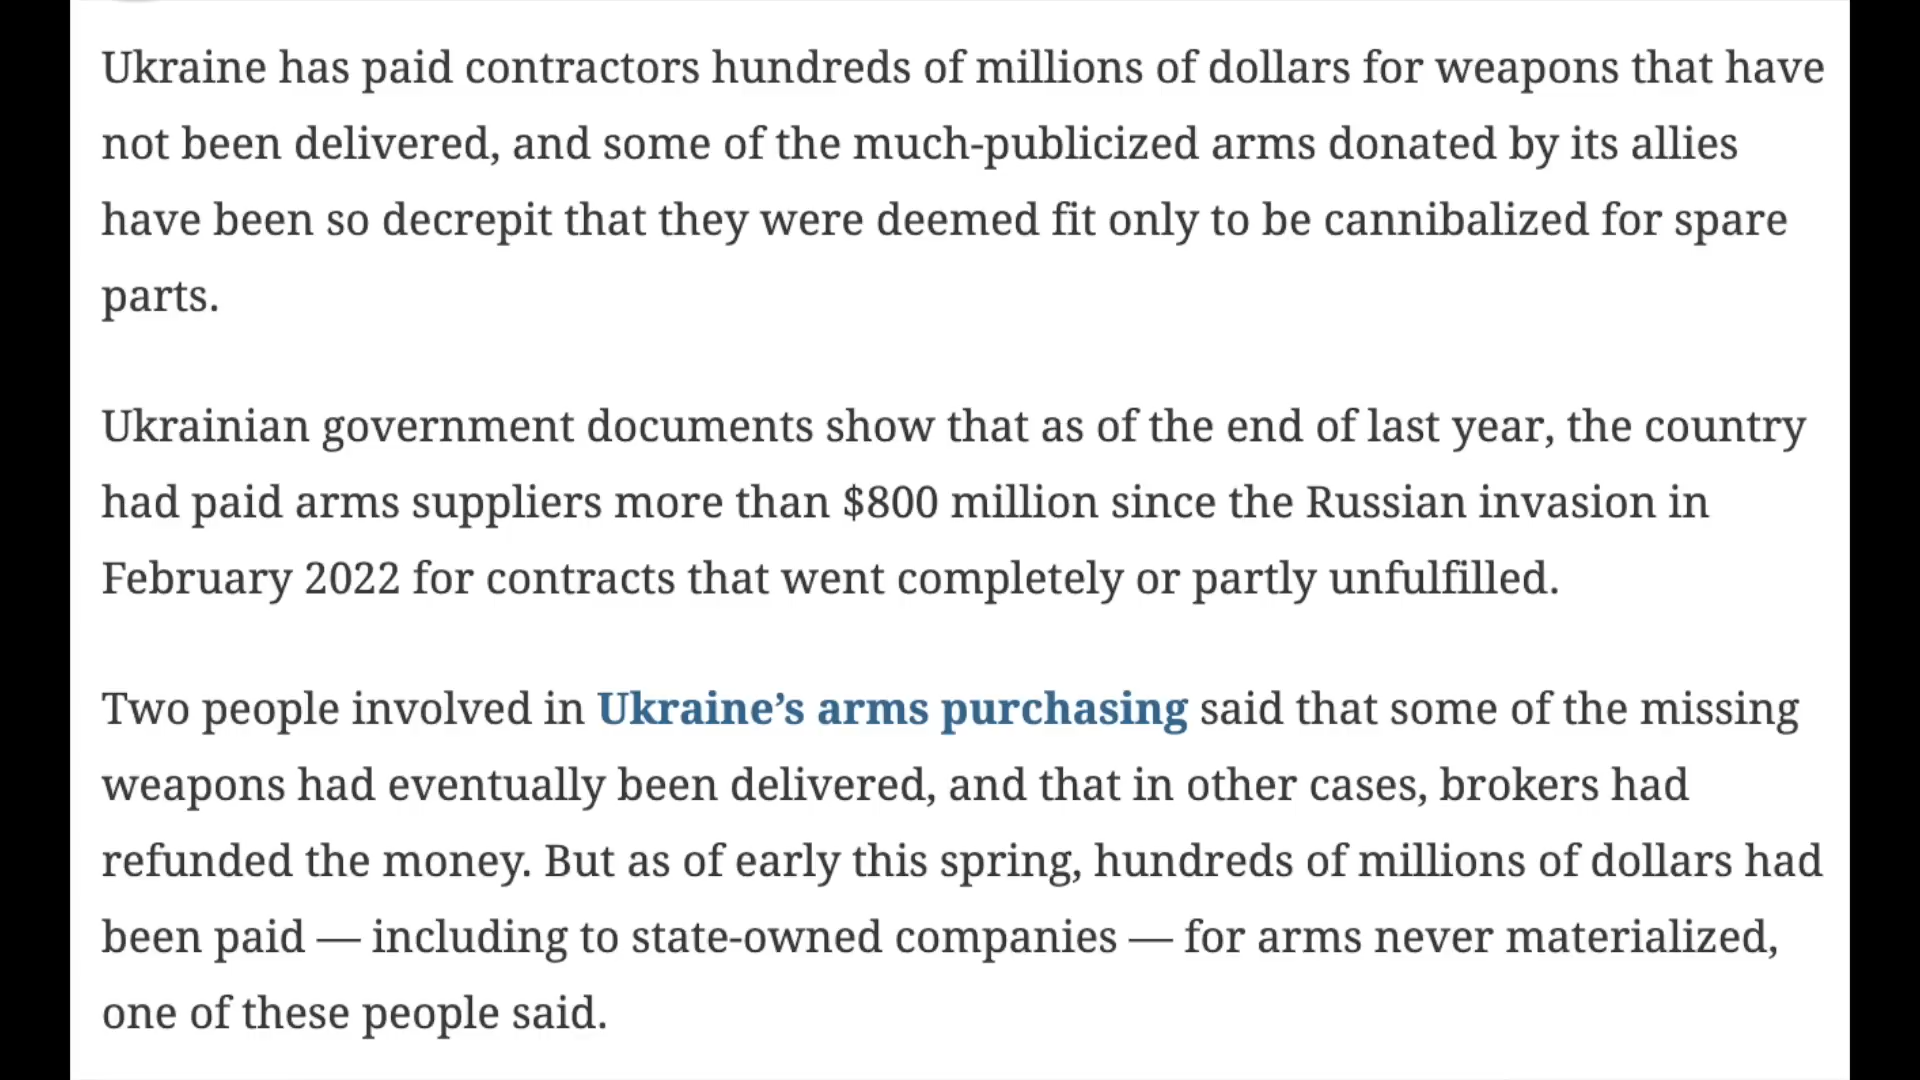 Ukraine has paid contractors hundreds of millions of dollars for weapons that have
not been delivered, and some of the much-publicized arms donated by its allies
have been so decrepit that they were deemed fit only to be cannibalized for spare
parts.
Ukrainian government documents show that as of the end of last year, the country
had paid arms suppliers more than $800 million since the Russian invasion in
February 2022 for contracts that went completely or partly unfulfilled.
Two people involved in Ukraine’s arms purchasing said that some of the missing
weapons had eventually been delivered, and that in other cases, brokers had
refunded the money. But as of early this spring, hundreds of millions of dollars had
been paid — including to state-owned companies — for arms never materialized,
one of these people said.